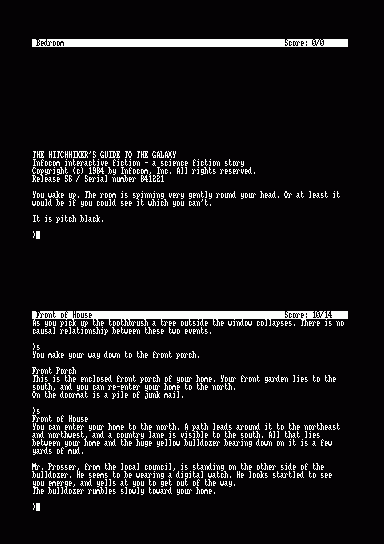 Bedroom Score: 0/0
THE HITCHHIKER'S GUIDE TO THE GALAXY
Infocom interactive fiction - a science fiction story
Copyright (c) 1984 by Infocom, Inc. All rights reserved.
Release 56 / Serial number 841221
You wake up. The room is spinning very gently round your head. Or at least it
would be if you could see it which you can't.
It is pitch black.
>
Front of House Score: 10/14
As you pick up the toothbrush a tree outside the window collapses. There is no
causal relationship between these two events.
>s
You make your way down to the front porch.
Front Porch
This is the enclosed front porch of your home. Your front garden lies to the
south, and you can re-enter your home to the north.
On the doormat is a pile of junk mail.
>s
Front of House
You can enter your home to the north. A path leads around it to the northeast
and northwest, and a country lane is visible to the south. All that lies
between your home and the huge yellow bulldozer bearing down on it is a few
yards of mud.
Mr. Prosser, from the local council, is standing on the other side of the
bulldozer. He seems to be wearing a digital watch. He looks startled to see
you emerge, and yells at you to get out of the way.
The bulldozer rumbles slowly toward your home.
>